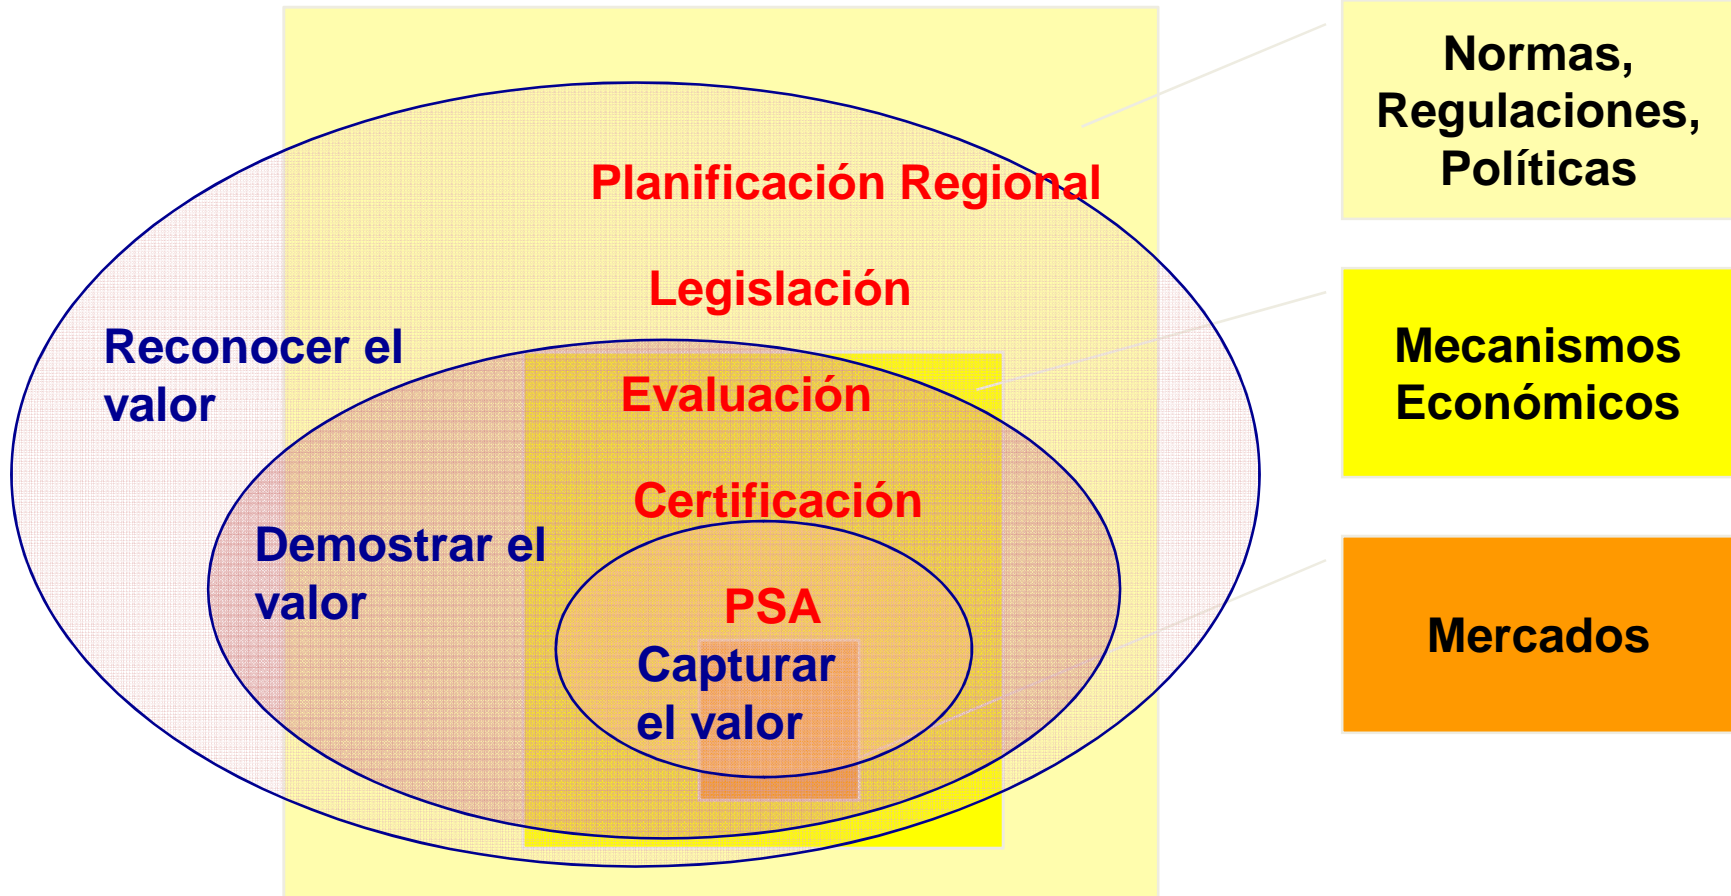 Planificación Regional
Legislación
Reconocer el
valor
Evaluación
Certificación
Demostrar el
valor
PSA
Capturar
el valor
Normas,
Regulaciones,
Políticas
Mecanismos
Económicos
Mercados